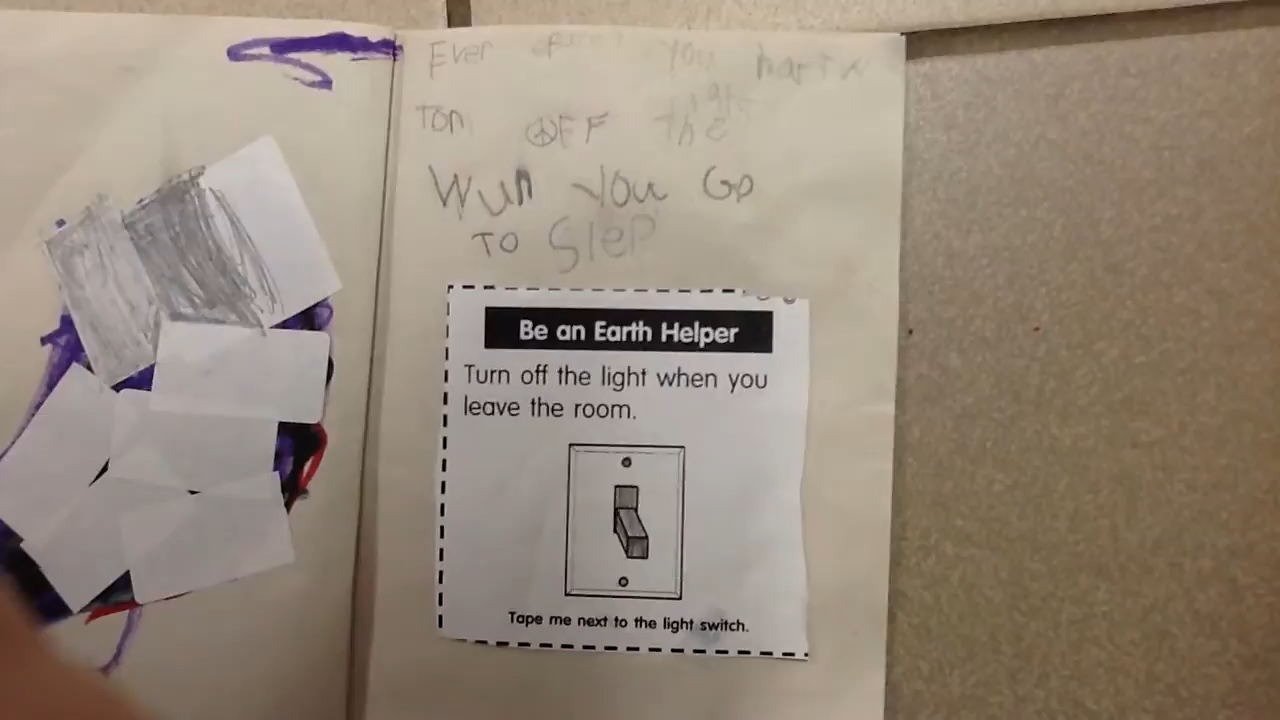 Ever you
Ton OFF the
Wun You Go
TO SleP
Be an Earth Helper
Turn off the light when you
leave the room.
Tape me next to the light switch.